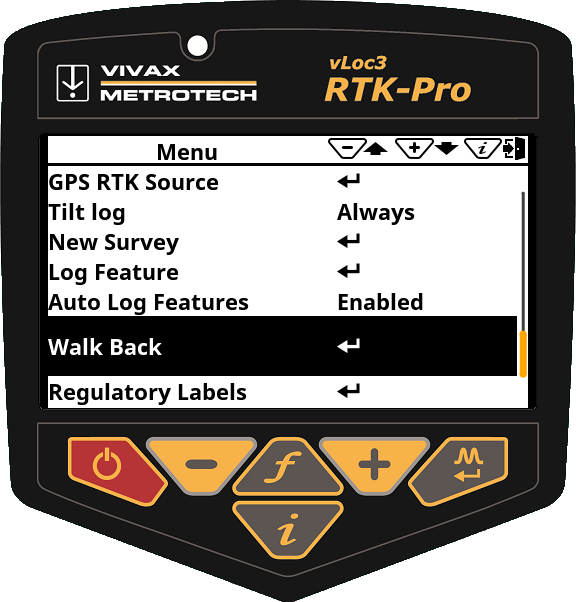 VIVAX
METROTECH
vLoc3
RTK-Pro
Menu - + i
GPS RTK Source
Tilt log Always
New Survey
Log Feature
Auto Log Features Enabled
Walk Back
Regulatory Labels
- f +
i